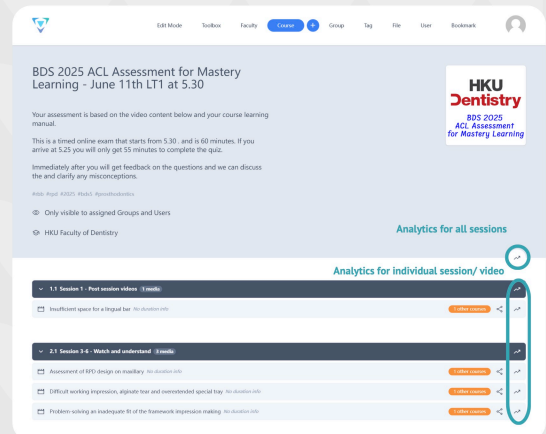 Edit Mode Toolbox Faculty Course + Group Tag File User Bookmark
BDS 2025 ACL Assessment for Mastery
Learning - June 11th LT1 at 5.30
Your assessment is based on the video content below and your course learning
manual.
This is a timed online exam that starts from 5.30 . and is 60 minutes. If you
arrive at 5.25 you will only get 55 minutes to complete the quiz.
Immediately after you will get feedback on the questions and we can discuss
the and clarify any misconceptions.
#2025
Only visible to assigned Groups and Users
HKU Faculty of Dentistry
HKU
Dentistry
BDS 2025
ACL Assessment
for Mastery Learning
Analytics for all sessions
Analytics for individual session/ video
1.1 Session 1 - Post session videos 1 media
Insufficient space for a lingual bar No duration info 1 other courses
2.1 Session 3-6 - Watch and understand 3 media
Assessment of RPD design on maxillary No duration info 1 other courses
Difficult working impression, alginate tear and overextended special tray No duration info 1 other courses
Problem-solving an inadequate fit of the framework impression making No duration info 1 other courses